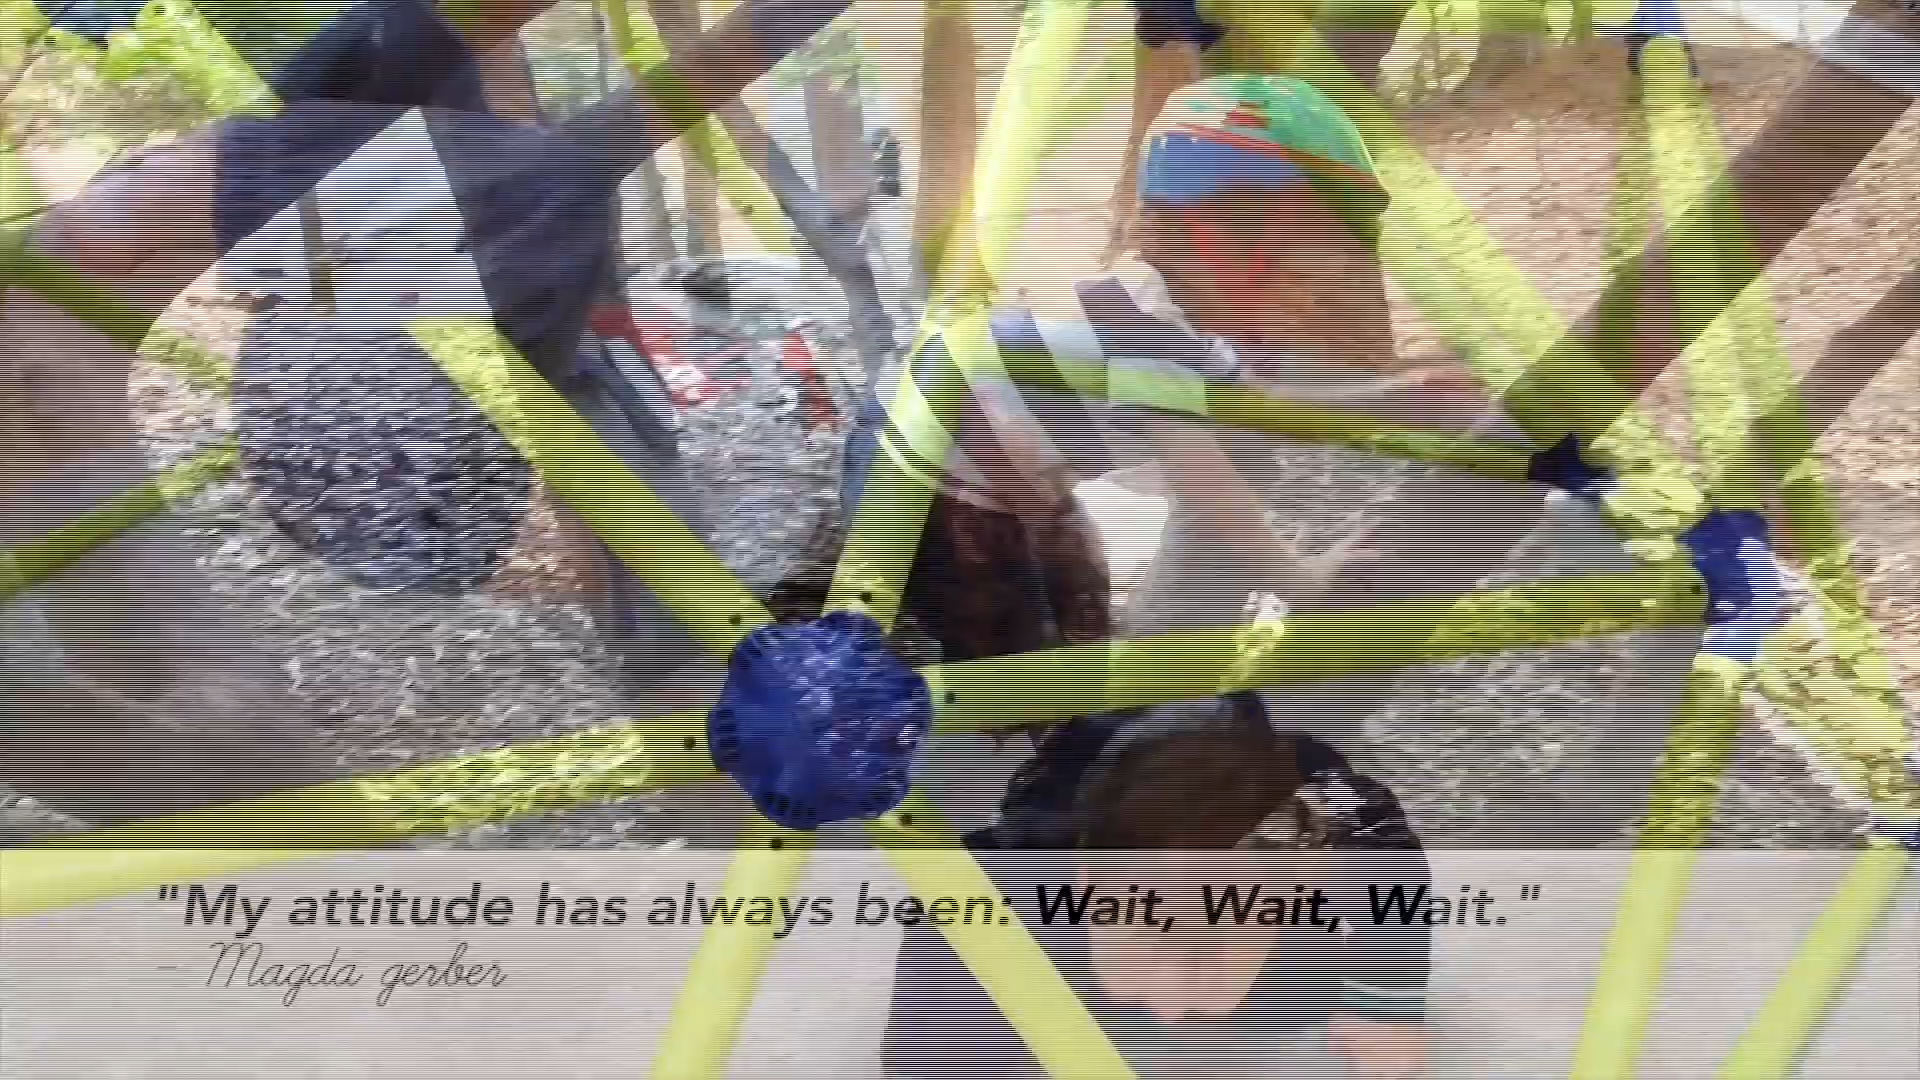 "My attitude has always been: Wait, Wait, Wait."
- Magda gerber